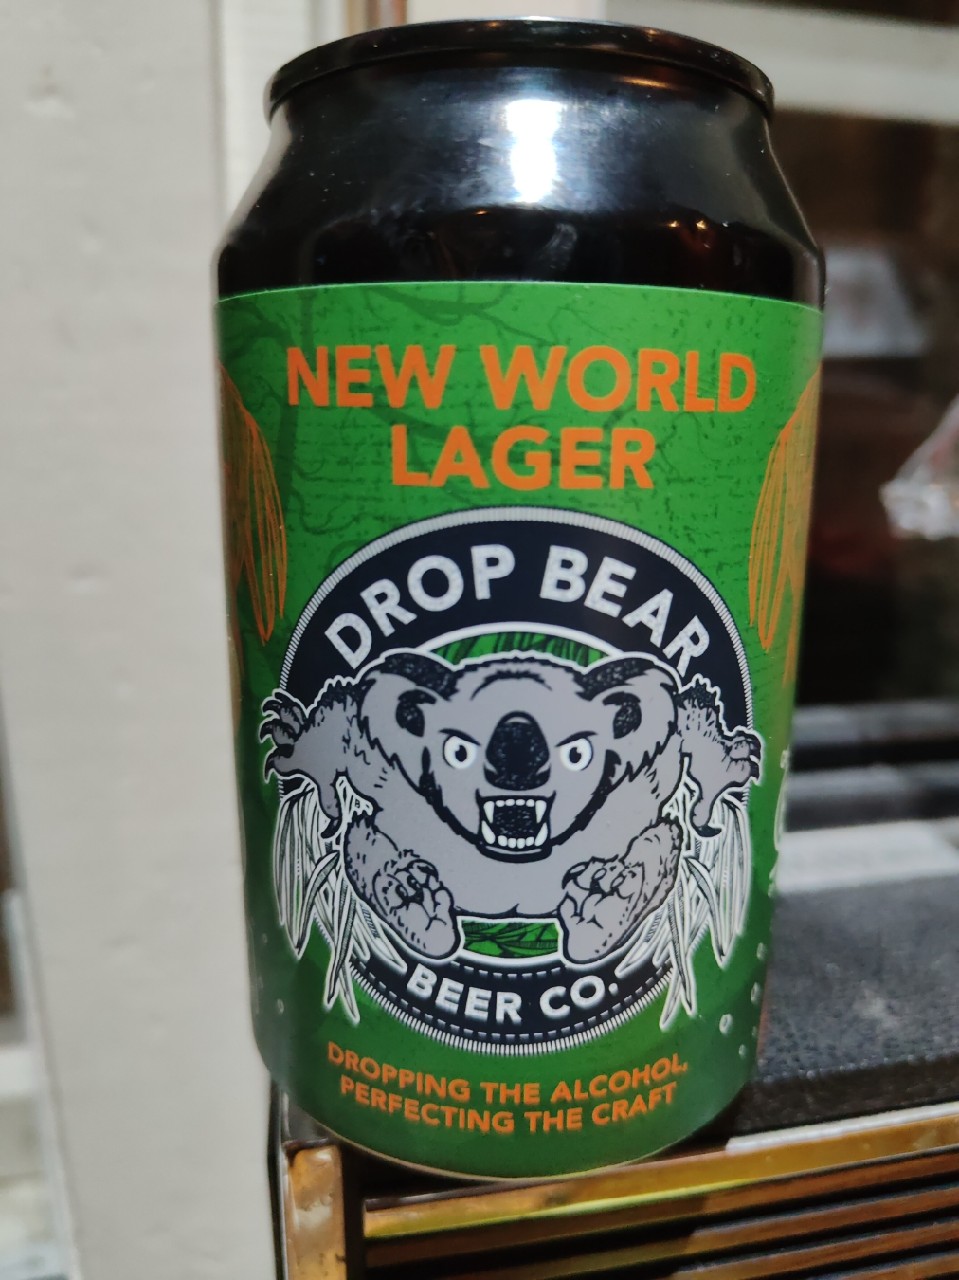 NEW WORLD
LAGER
DROP BEAR
BEER CO.
DROPPING THE ALCOHOL,
PERFECTING THE CRAFT